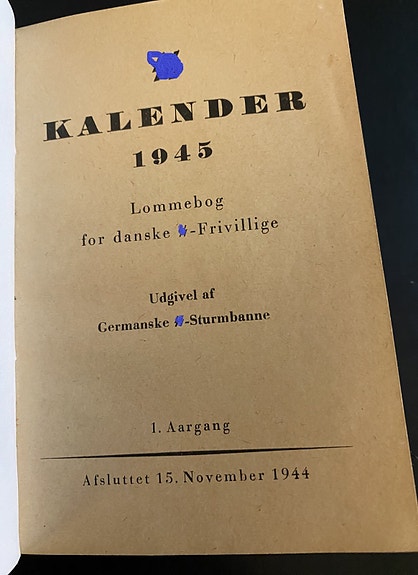 KALENDER
1945
Lommebog
for danske -Frivillige
Udgivel af
Germanske -Sturmbanne
1. Aargang
Afsluttet 15. November 1944